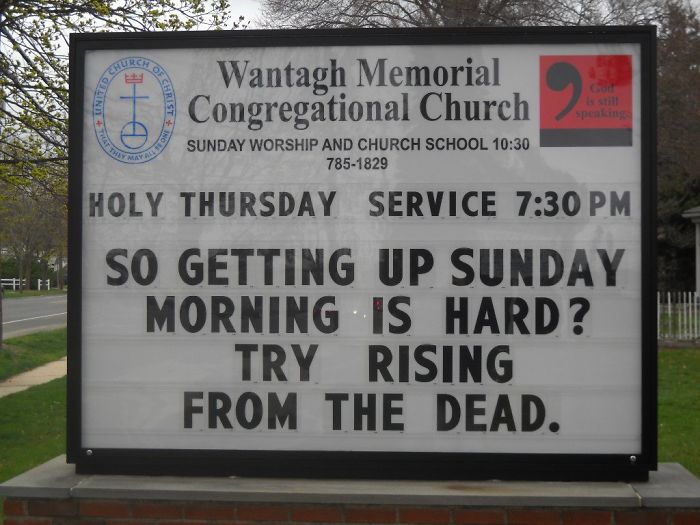 UNITED CHURCH OF CHRIST
THAT THEY MAY ALL BE ONE
Wantagh Memorial
Congregational Church
SUNDAY WORSHIP AND CHURCH SCHOOL 10:30
785-1829
God
is still
speaking,
HOLY THURSDAY SERVICE 7:30 PM
SO GETTING UP SUNDAY
MORNING IS HARD?
TRY RISING
FROM THE DEAD.